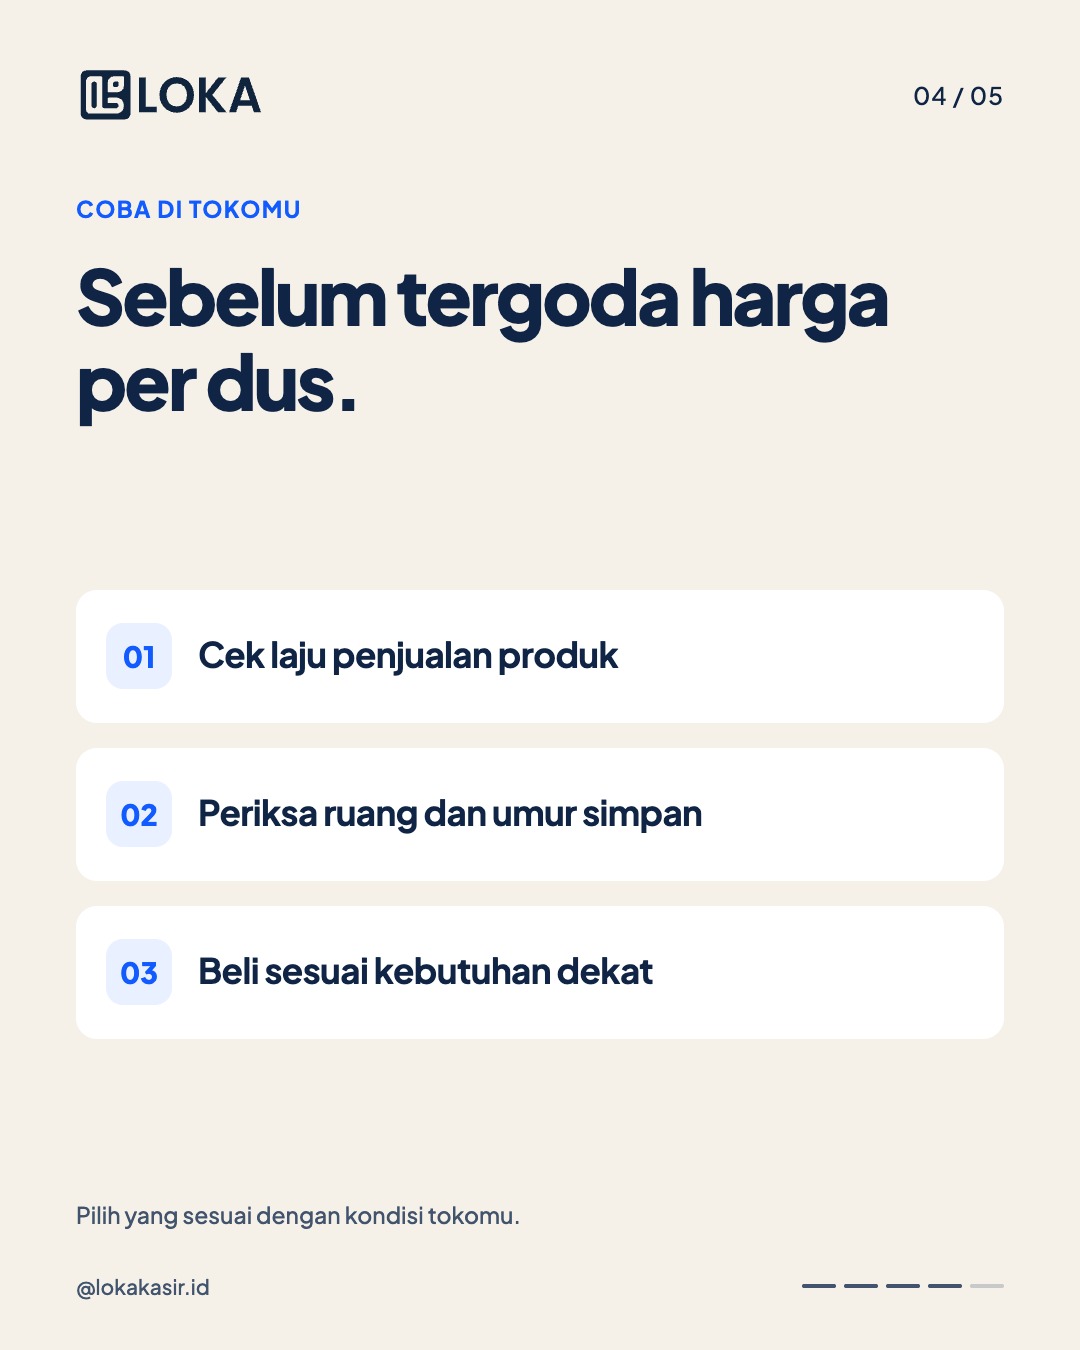 LOKA
04 / 05
COBA DI TOKOMU
Sebelum tergoda harga
per dus.
01 Cek laju penjualan produk
02 Periksa ruang dan umur simpan
03 Beli sesuai kebutuhan dekat
Pilih yang sesuai dengan kondisi tokomu.
@lokakasir.id